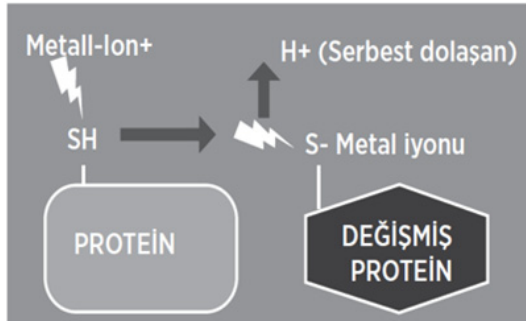 Metall-Ion+
H+ (Serbest dolaşan)
SH
S- Metal iyonu
PROTEİN
DEĞİŞMİŞ
PROTEİN